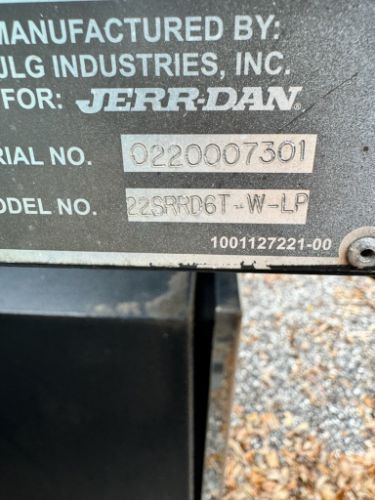 MANUFACTURED BY:
JLG INDUSTRIES, INC.
FOR: JERR-DAN®
RIAL NO. 0220007301
ODEL NO. 22SRRD6T-W-LP
1001127221-00